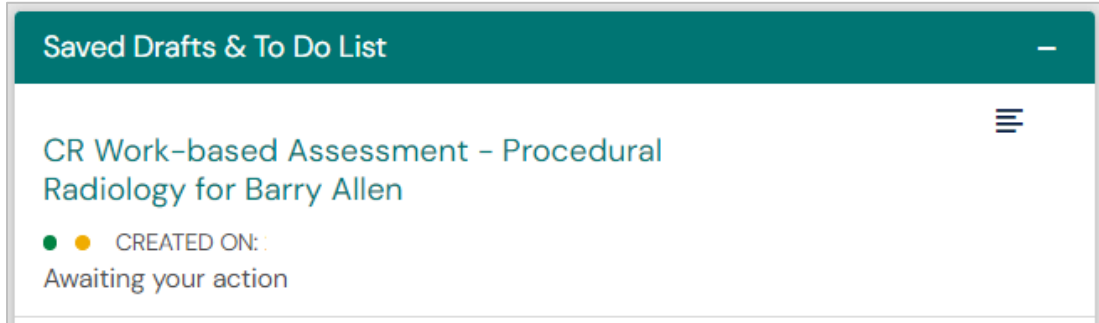 Saved Drafts & To Do List
CR Work-based Assessment - Procedural
Radiology for Barry Allen
CREATED ON:
Awaiting your action